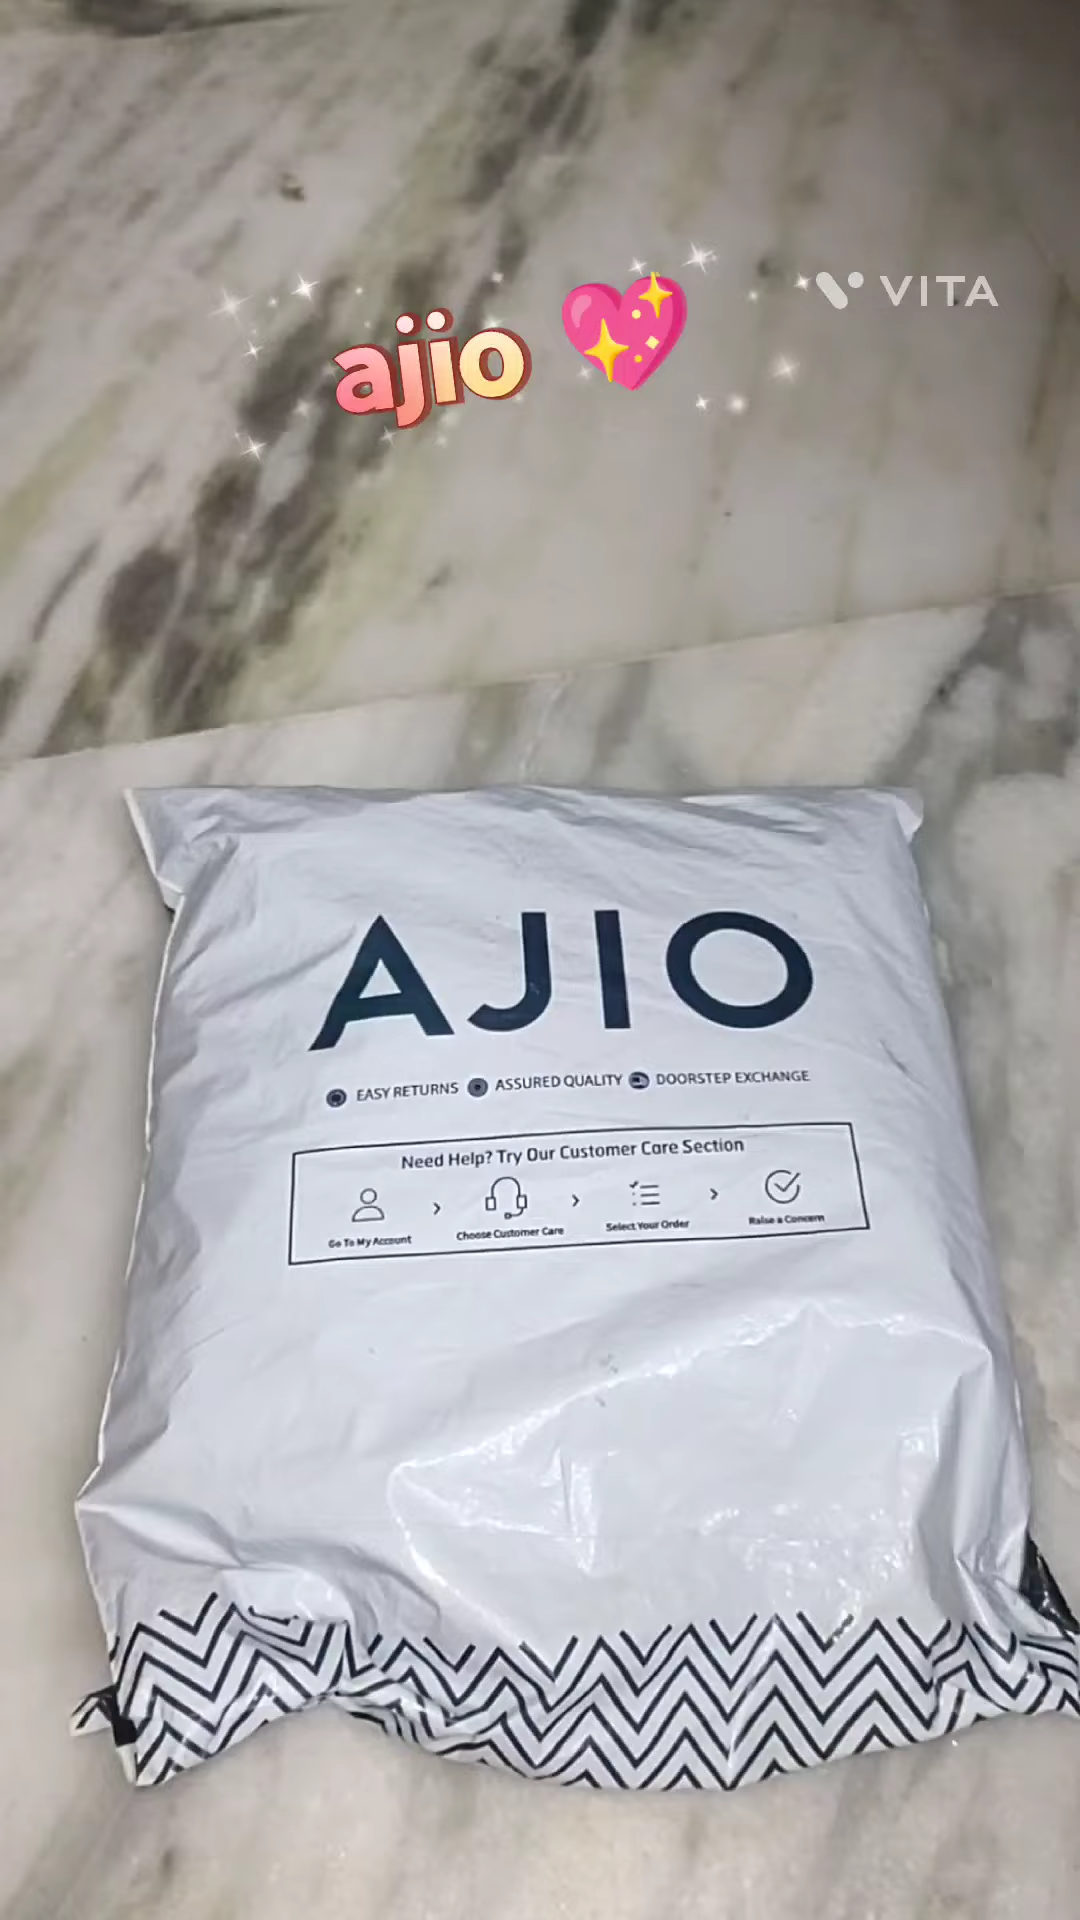 ajio
VITA
AJIO
EASY RETURNS ASSURED QUALITY DOORSTEP EXCHANGE
Need Help? Try Our Customer Care Section
Go To My Account > Choose Customer Care > Select Your Order > Raise a Concern